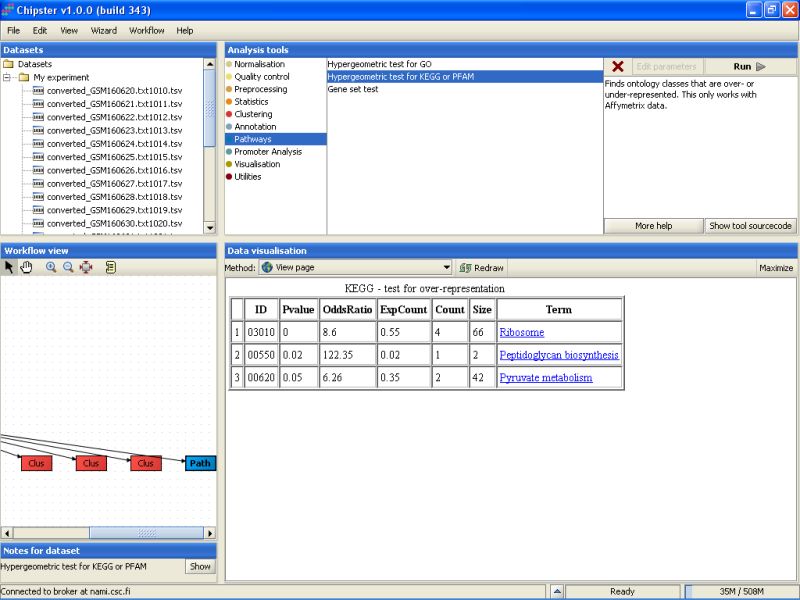 Chipster v1.0.0 (build 343)
File Edit View Wizard Workflow Help
Datasets
Datasets
My experiment
converted_GSM160620.txt1010.tsv
converted_GSM160621.txt1011.tsv
converted_GSM160622.txt1012.tsv
converted_GSM160623.txt1013.tsv
converted_GSM160624.txt1014.tsv
converted_GSM160625.txt1015.tsv
converted_GSM160626.txt1016.tsv
converted_GSM160627.txt1017.tsv
converted_GSM160628.txt1018.tsv
converted_GSM160629.txt1019.tsv
converted_GSM160630.txt1020.tsv
Analysis tools
Normalisation
Quality control
Preprocessing
Statistics
Clustering
Annotation
Pathways
Promoter Analysis
Visualisation
Utilities
Hypergeometric test for GO
Hypergeometric test for KEGG or PFAM
Gene set test
Edit parameters Run
Finds ontology classes that are over- or
under-represented. This only works with
Affymetrix data.
More help Show tool sourcecode
Workflow view
Clus Clus Clus Path
Notes for dataset
Hypergeometric test for KEGG or PFAM Show
Data visualisation
Method: View page Redraw Maximize
KEGG - test for over-representation
ID Pvalue OddsRatio ExpCount Count Size Term
1 03010 0 8.6 0.55 4 66 Ribosome
2 00550 0.02 122.35 0.02 1 2 Peptidoglycan biosynthesis
3 00620 0.05 6.26 0.35 2 42 Pyruvate metabolism
Connected to broker at nami.csc.fi Ready 35M / 508M